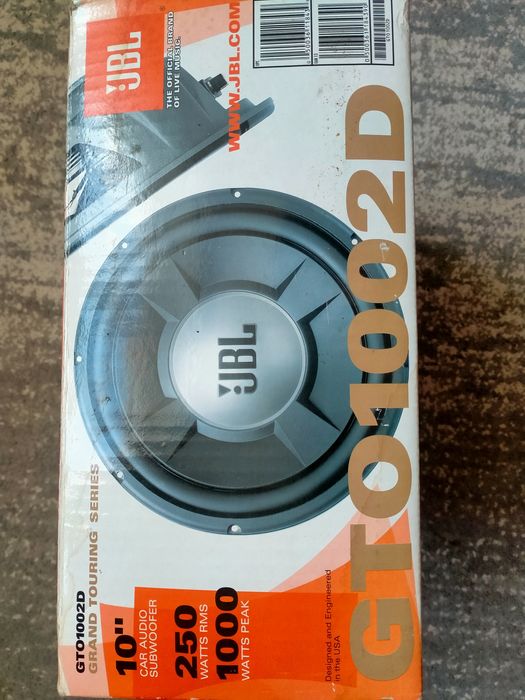 JBL
THE OFFICIAL BRAND
OF LIVE MUSIC.
WWW.JBL.COM
GTO1002D
JBL
GTO1002D
GRAND TOURING SERIES
10"
CAR AUDIO
SUBWOOFER
250
WATTS RMS
1000
WATTS PEAK
Designed and Engineered
in the USA